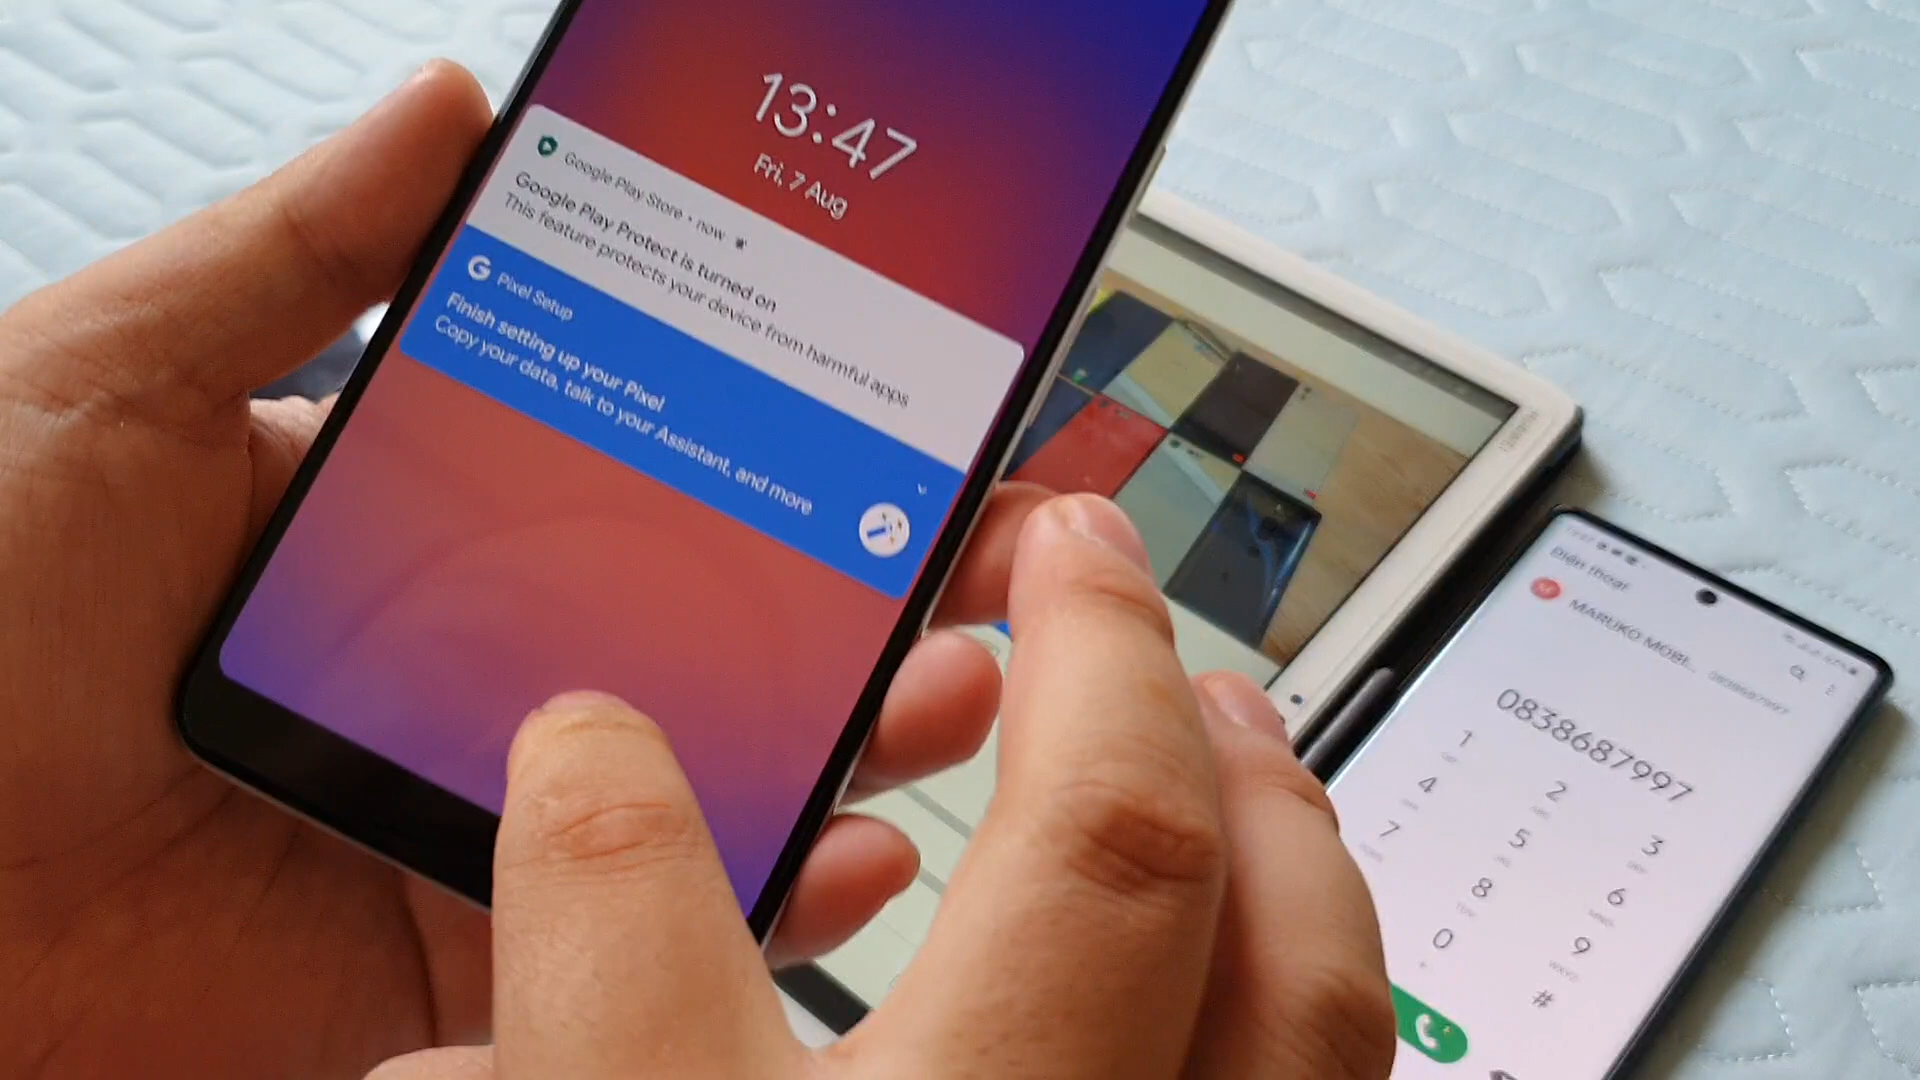 13:47
Fri, 7 Aug
Google Play Store • now
Google Play Protect is turned on
This feature protects your device from harmful apps
G Pixel Setup
Finish setting up your Pixel
Copy your data, talk to your Assistant, and more
HUAWEI
Điện thoại
M MARUKO MOBI... 0838687997
0838687997
1
2
3
4
5
6
7
8
9
0
+
#